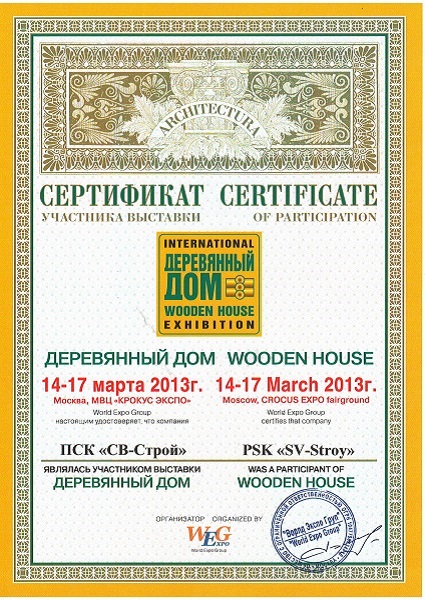 ARCHITECTURA
СЕРТИФИКАТ CERTIFICATE
УЧАСТНИКА ВЫСТАВКИ OF PARTICIPATION
INTERNATIONAL
ДЕРЕВЯННЫЙ
ДОМ
WOODEN HOUSE
EXHIBITION
ДЕРЕВЯННЫЙ ДОМ WOODEN HOUSE
14-17 марта 2013г. 14-17 March 2013г.
Москва, МВЦ «КРОКУС ЭКСПО» Moscow, CROCUS EXPO fairground
World Expo Group World Expo Group
настоящим удостоверяет, что компания certifies that company
ПСК «СВ-Строй» PSK «SV-Stroy»
ЯВЛЯЛАСЬ УЧАСТНИКОМ ВЫСТАВКИ WAS A PARTICIPANT OF
ДЕРЕВЯННЫЙ ДОМ WOODEN HOUSE
ОРГАНИЗАТОР ORGANIZED BY
WEG
EXPO
World Expo Group
"Ворлд Экспо Груп"
"World Expo Group"
С ОГРАНИЧЕННОЙ ОТВЕТСТВЕННОСТЬЮ